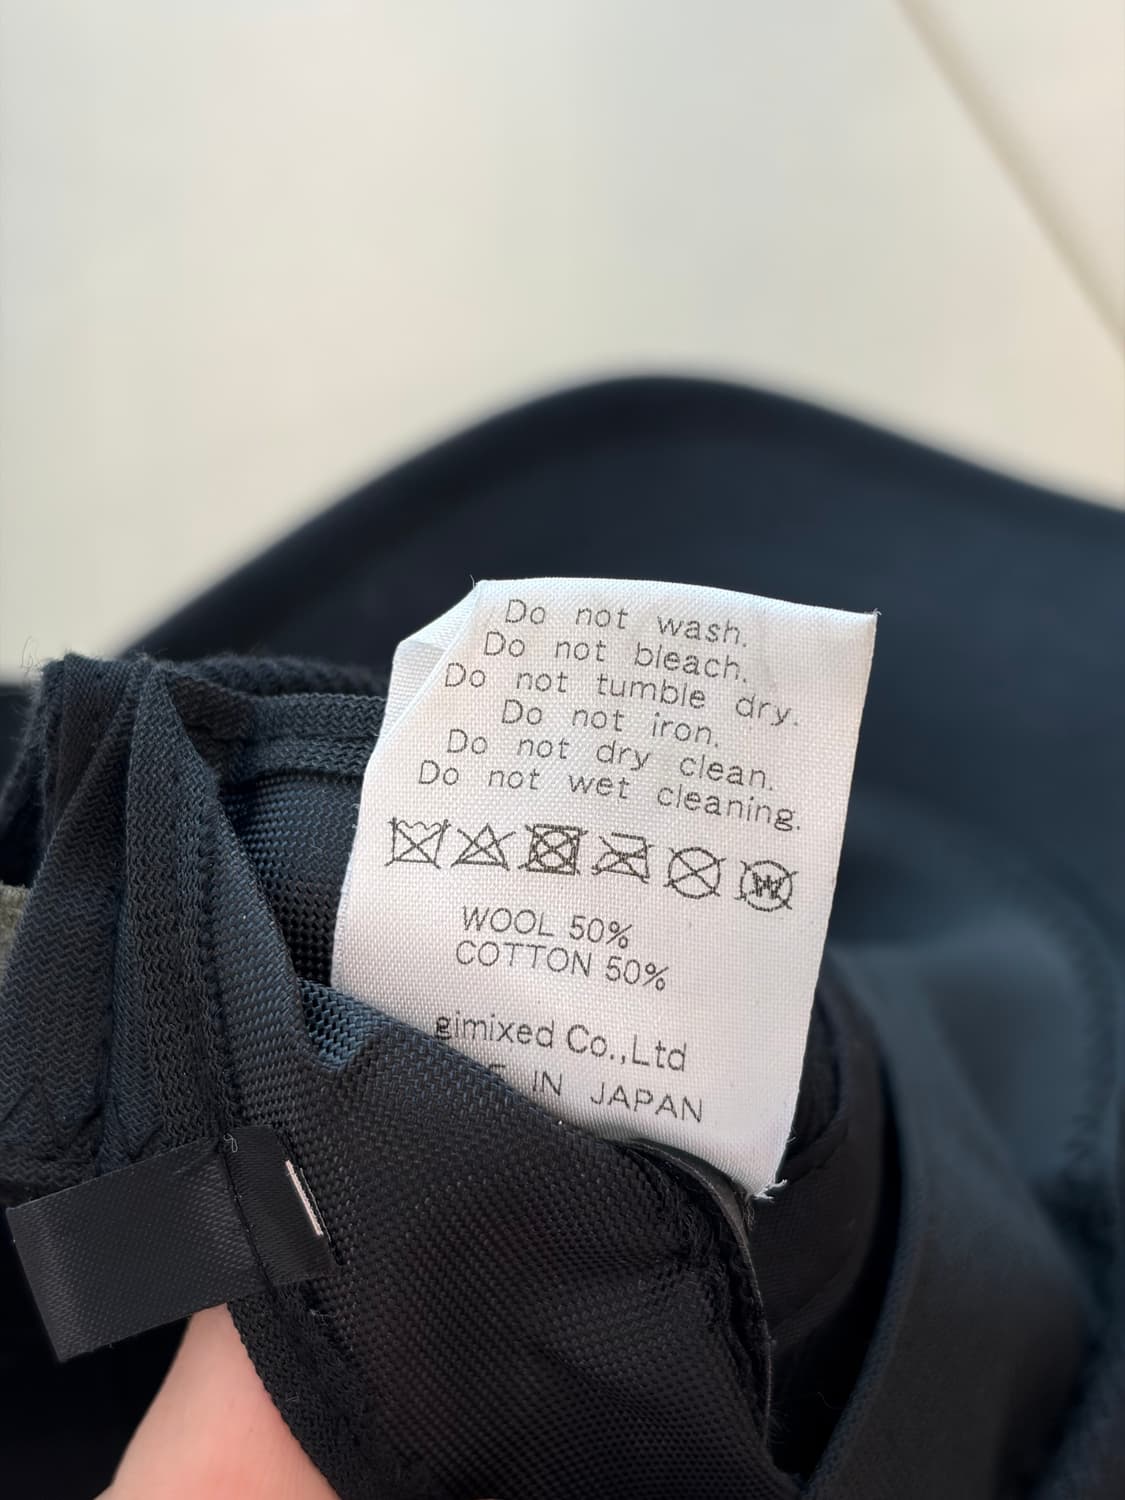 Do not wash.
Do not bleach.
Do not tumble dry.
Do not iron.
Do not dry clean.
Do not wet cleaning.
W
WOOL 50%
COTTON 50%
gimixed Co.,Ltd
IN JAPAN